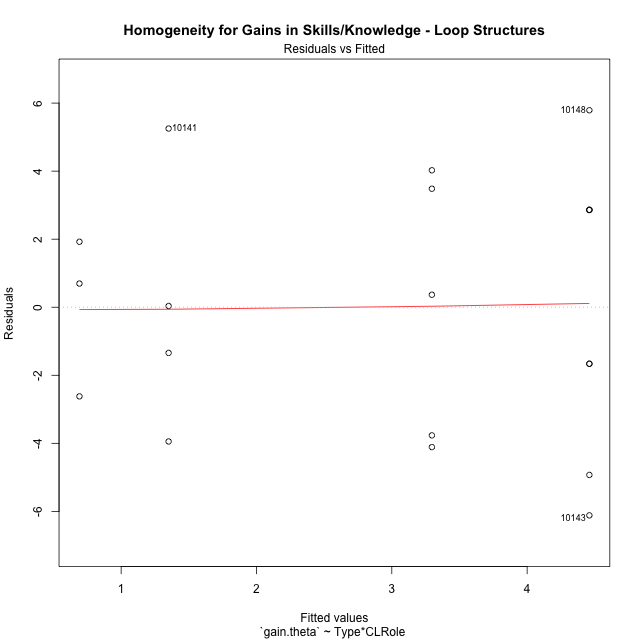 Homogeneity for Gains in Skills/Knowledge - Loop Structures
Residuals vs Fitted
6
4
2
0
-2
-4
-6
Residuals
10141
10148
10143
1 2 3 4
Fitted values
`gain.theta` ~ Type*CLRole